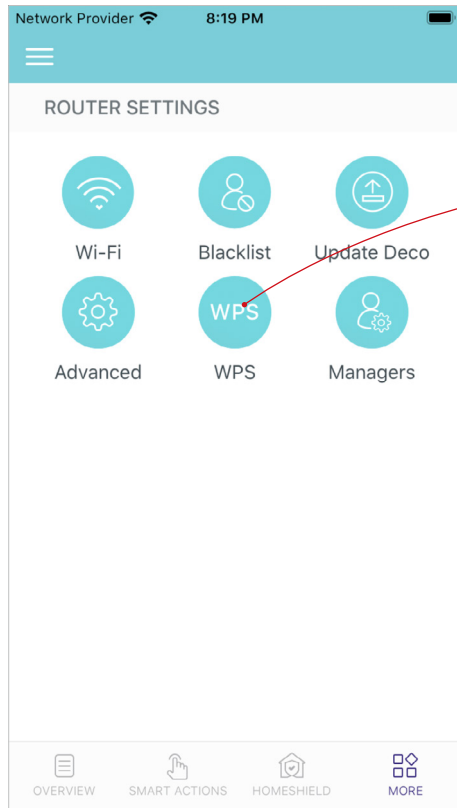 Network Provider 8:19 PM
ROUTER SETTINGS
Wi-Fi Blacklist Update Deco
WPS
Advanced WPS Managers
OVERVIEW SMART ACTIONS HOMESHIELD MORE